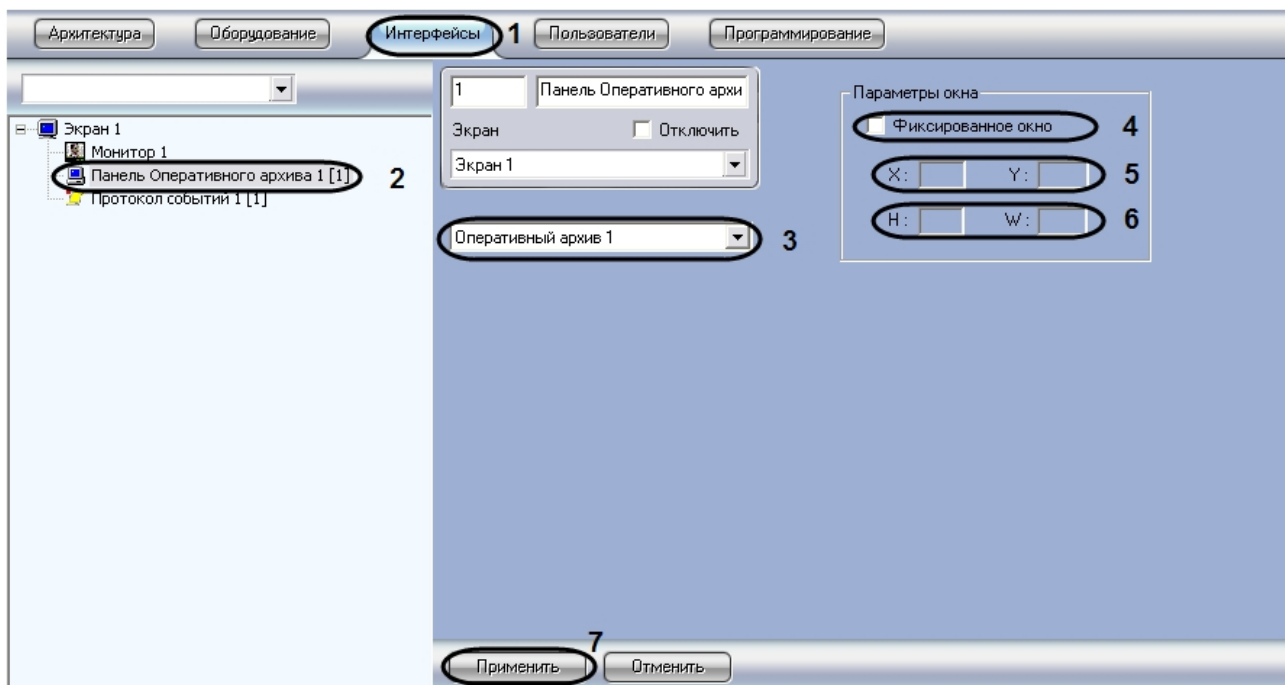 Архитектура Оборудование Интерфейсы 1 Пользователи Программирование
1 Панель Оперативного архи
Экран Отключить
Экран 1
Оперативный архив 1 3
Экран 1
Монитор 1
Панель Оперативного архива 1 [1] 2
Протокол событий 1 [1]
Параметры окна
Фиксированное окно 4
X: Y: 5
H: W: 6
7
Применить Отменить